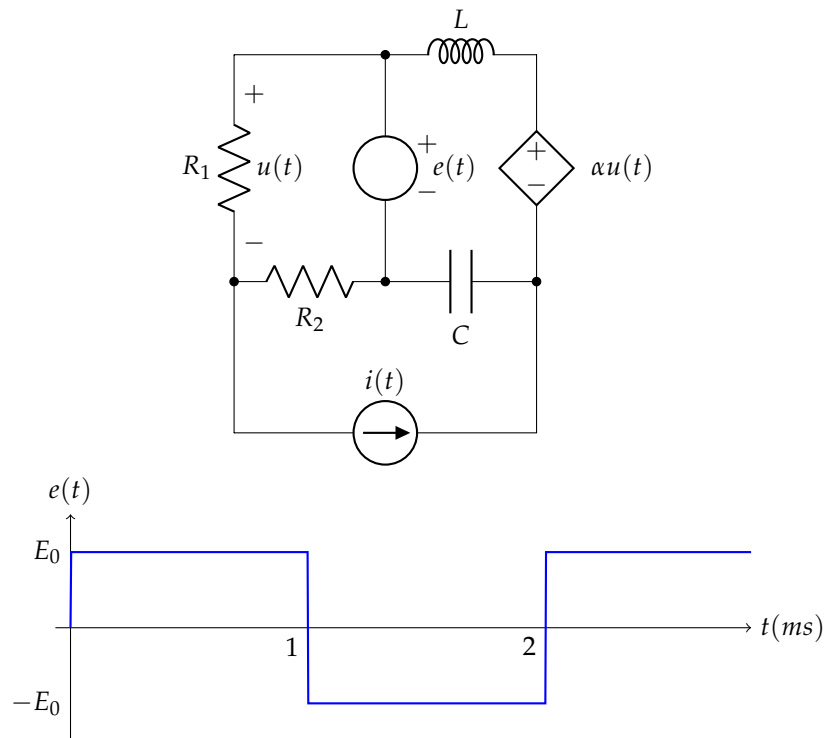 L
+
+
+
R₁
u(t)
e(t)
αu(t)
−
−
−
R₂
C
i(t)
e(t)
E₀
t(ms)
1
2
−E₀